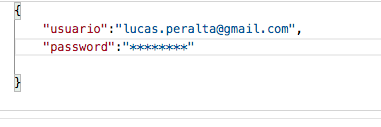 {
"usuario":"lucas.peralta@gmail.com",
"password":"********"
}